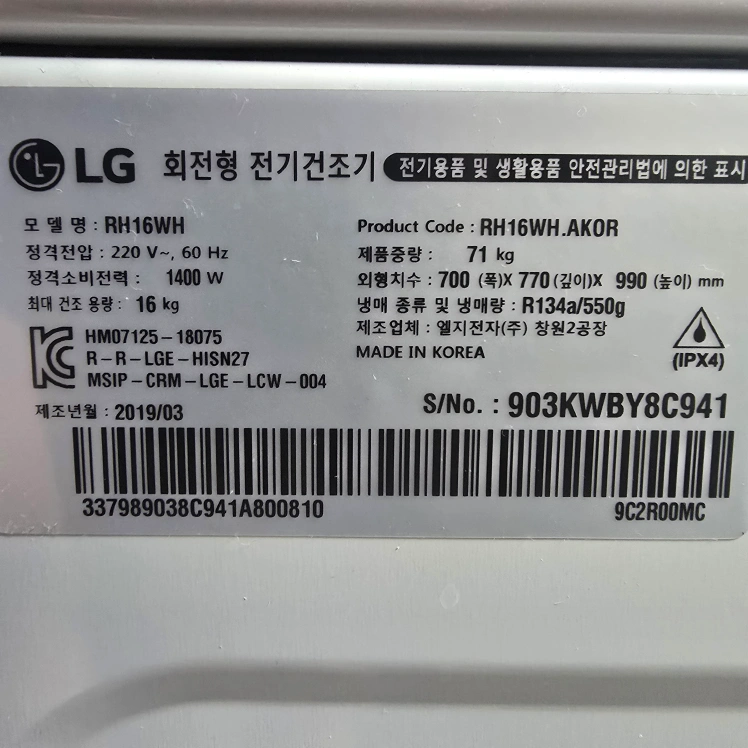 LG 회전형 전기건조기 전기용품 및 생활용품 안전관리법에 의한 표시
모 델 명 : RH16WH
정격전압 : 220 V~, 60 Hz
정격소비전력 : 1400 W
최대 건조 용량 : 16 kg
HM07125-18075
R-R-LGE-HISN27
MSIP-CRM-LGE-LCW-004
제조년월 : 2019/03
Product Code : RH16WH.AKOR
제품중량 : 71 kg
외형치수 : 700 (폭)X 770(깊이)X 990 (높이) mm
냉매 종류 및 냉매량 : R134a/550g
제조업체 : 엘지전자(주) 창원2공장
MADE IN KOREA
(IPX4)
S/No. : 903KWBY8C941
337989038C941A800810
9C2R00MC